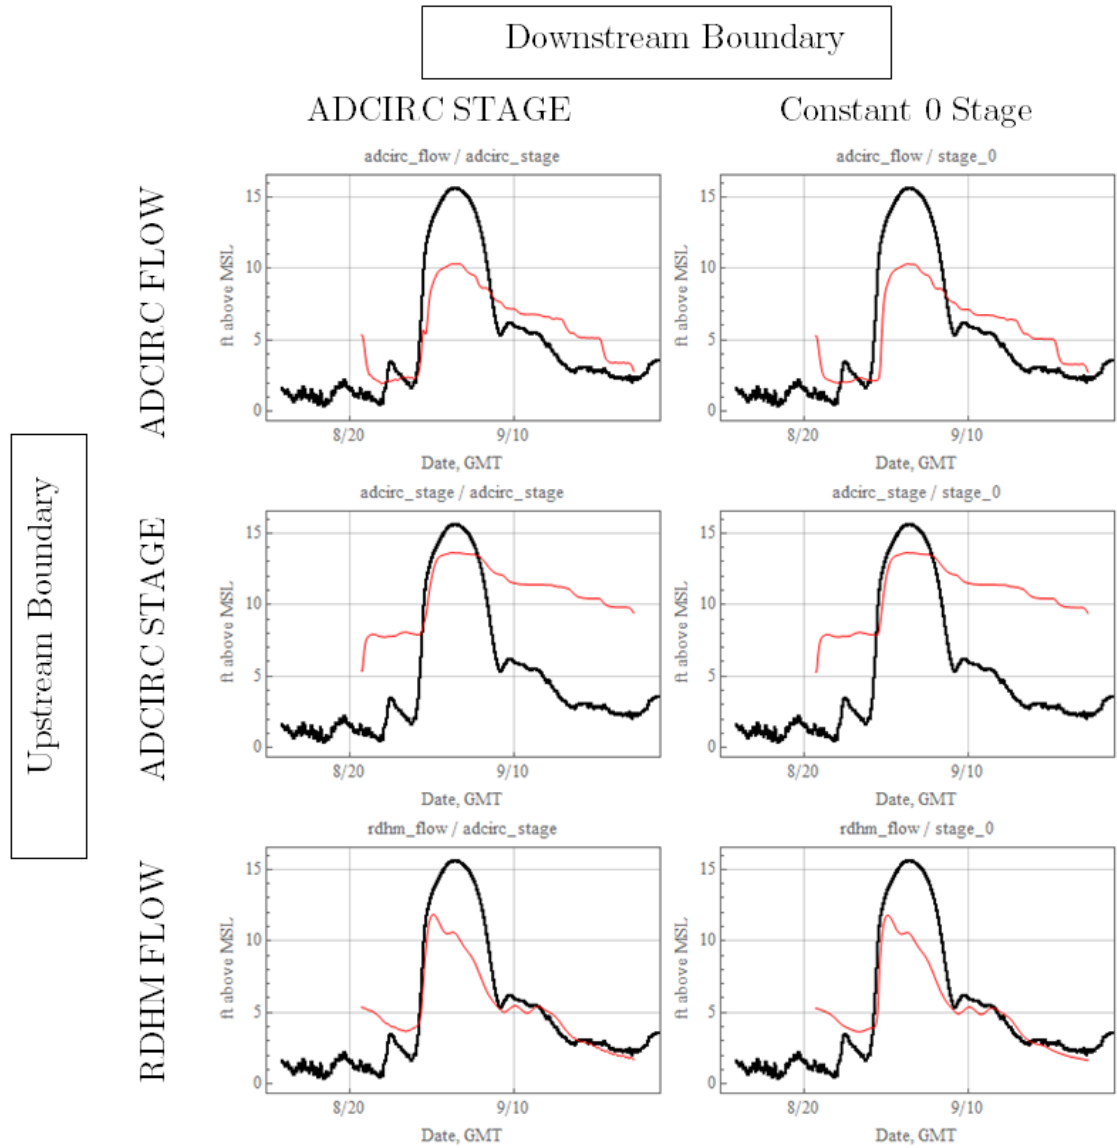 Downstream Boundary
ADCIRC STAGE
Constant 0 Stage
Upstream Boundary
ADCIRC FLOW
adcirc_flow / adcirc_stage
ft above MSL
15
10
5
0
8/20
9/10
Date, GMT
adcirc_flow / stage_0
ft above MSL
15
10
5
0
8/20
9/10
Date, GMT
ADCIRC STAGE
adcirc_stage / adcirc_stage
ft above MSL
15
10
5
0
8/20
9/10
Date, GMT
adcirc_stage / stage_0
ft above MSL
15
10
5
0
8/20
9/10
Date, GMT
RDHM FLOW
rdhm_flow / adcirc_stage
ft above MSL
15
10
5
0
8/20
9/10
Date, GMT
rdhm_flow / stage_0
ft above MSL
15
10
5
0
8/20
9/10
Date, GMT